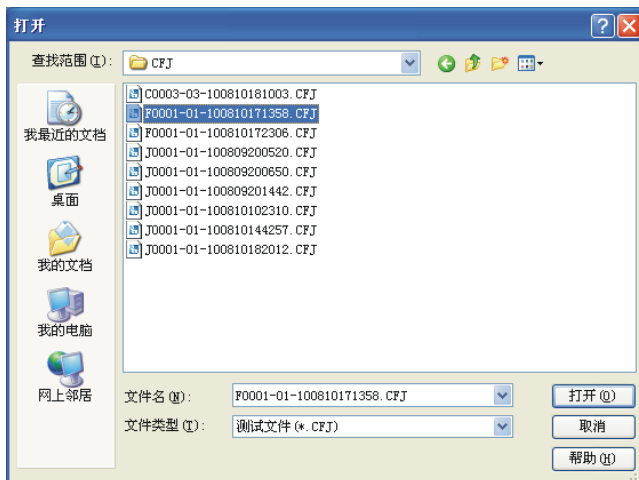 打开
查找范围(I):
CFJ
C0003-03-100810181003.CFJ
F0001-01-100810171358.CFJ
F0001-01-100810172306.CFJ
J0001-01-100809200520.CFJ
J0001-01-100809200650.CFJ
J0001-01-100809201442.CFJ
J0001-01-100810102310.CFJ
J0001-01-100810144257.CFJ
J0001-01-100810182012.CFJ
我最近的文档
桌面
我的文档
我的电脑
网上邻居
文件名(N):
F0001-01-100810171358.CFJ
打开(O)
文件类型(T):
测试文件(*.CFJ)
取消
帮助(H)